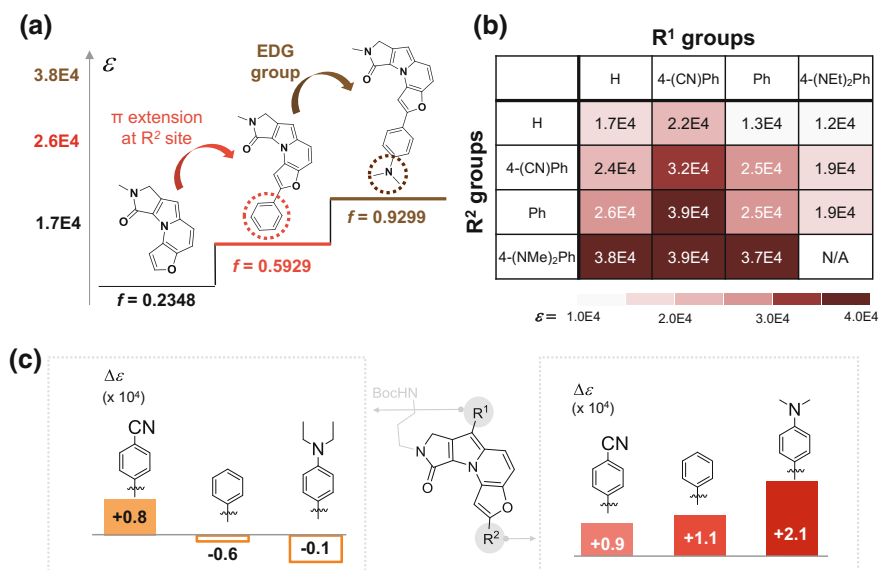 (a)
ε
3.8E4
2.6E4
1.7E4
π extension
at R² site
EDG
group
N
O
N
O
N
O
N
O
N
O
N
O
N
f = 0.2348
f = 0.5929
f = 0.9299
(b)
R¹ groups
R² groups
H 4-(CN)Ph Ph 4-(NEt)₂Ph
H 1.7E4 2.2E4 1.3E4 1.2E4
4-(CN)Ph 2.4E4 3.2E4 2.5E4 1.9E4
Ph 2.6E4 3.9E4 2.5E4 1.9E4
4-(NMe)₂Ph 3.8E4 3.9E4 3.7E4 N/A
ε = 1.0E4 2.0E4 3.0E4 4.0E4
(c)
Δε
(x 10⁴)
CN
N
+0.8
-0.6
-0.1
BocHN
R¹
N
N
O
O
R²
Δε
(x 10⁴)
CN
N
+0.9
+1.1
+2.1